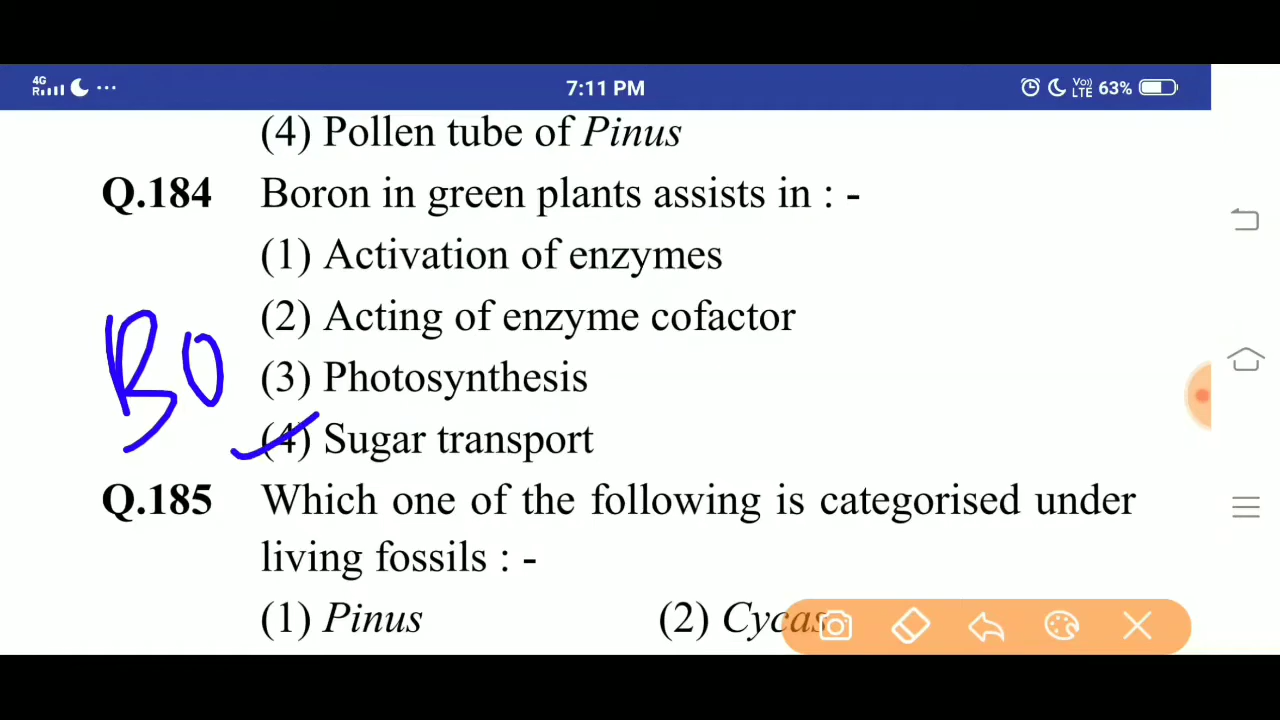 4G R 7:11 PM Vo)) LTE 63%
(4) Pollen tube of Pinus
Q.184 Boron in green plants assists in : -
(1) Activation of enzymes
(2) Acting of enzyme cofactor
BO
(3) Photosynthesis
(4) Sugar transport
Q.185 Which one of the following is categorised under
living fossils : -
(1) Pinus (2) Cycas